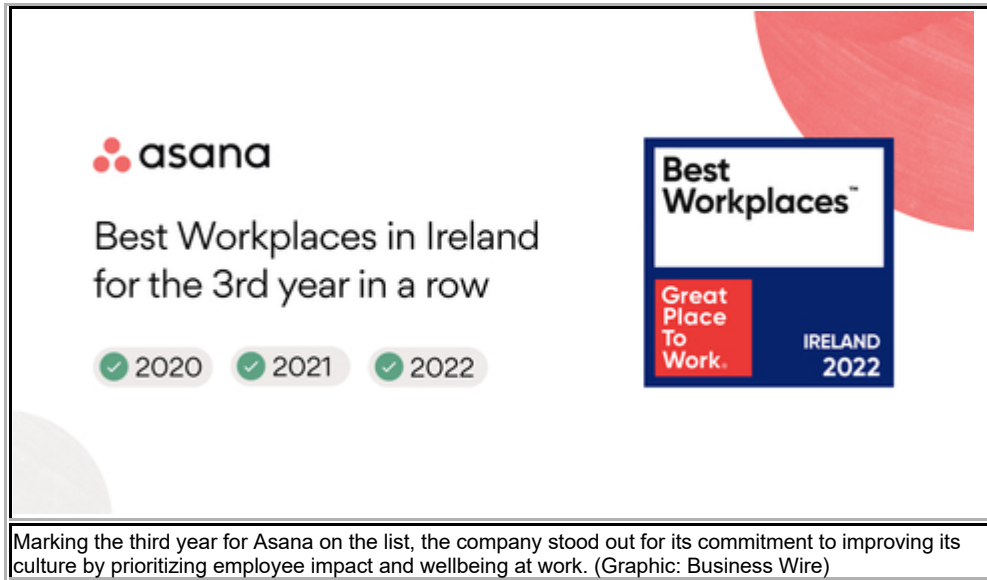 asana
Best Workplaces in Ireland
for the 3rd year in a row
2020 2021 2022
Best
Workplaces™
Great
Place
To
Work.
IRELAND
2022
Marking the third year for Asana on the list, the company stood out for its commitment to improving its
culture by prioritizing employee impact and wellbeing at work. (Graphic: Business Wire)